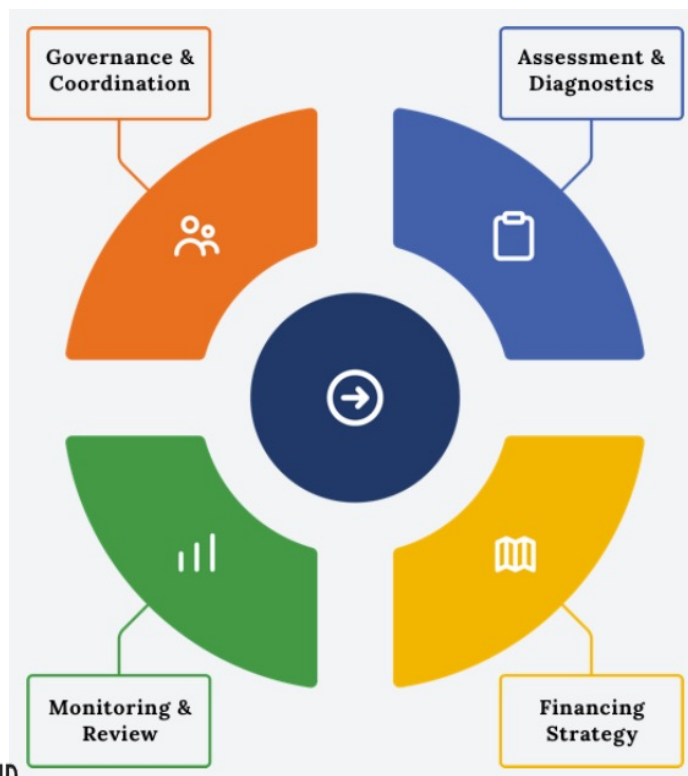 Governance &
Coordination
Assessment &
Diagnostics
Monitoring &
Review
Financing
Strategy